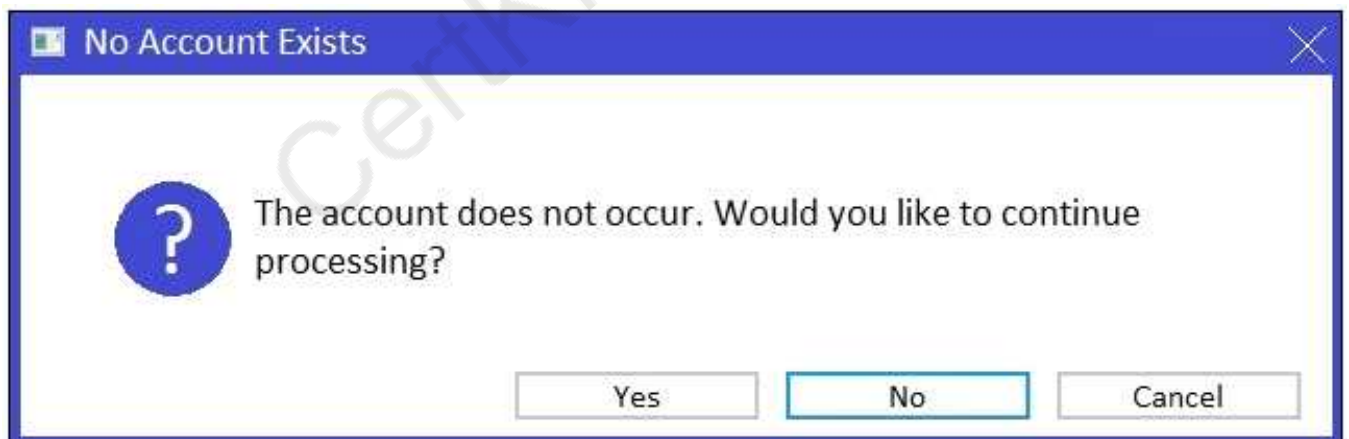 No Account Exists
?
The account does not occur. Would you like to continue
processing?
Yes No Cancel